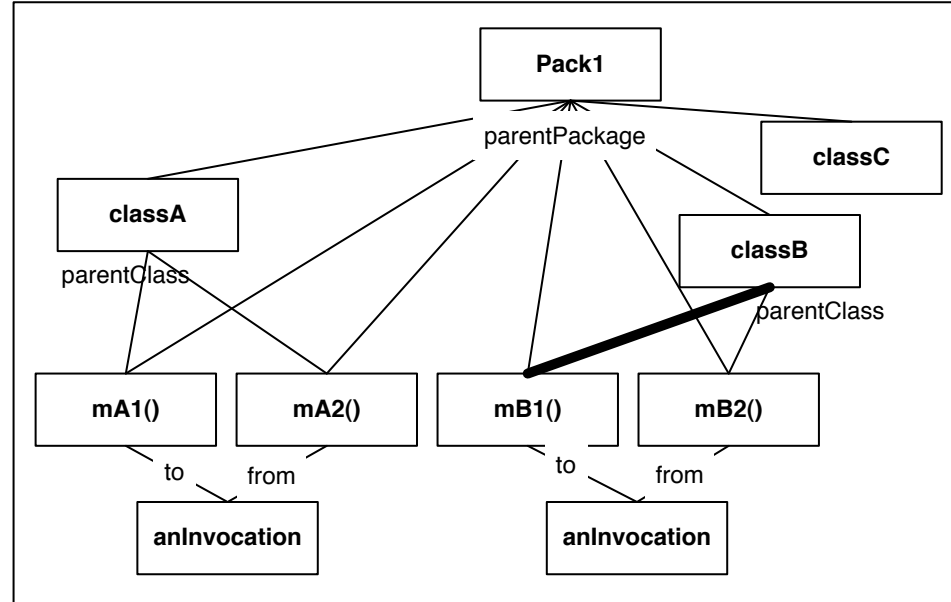 Pack1
parentPackage
classC
classA
classB
parentClass
parentClass
mA1()
mA2()
mB1()
mB2()
to
from
to
from
anInvocation
anInvocation